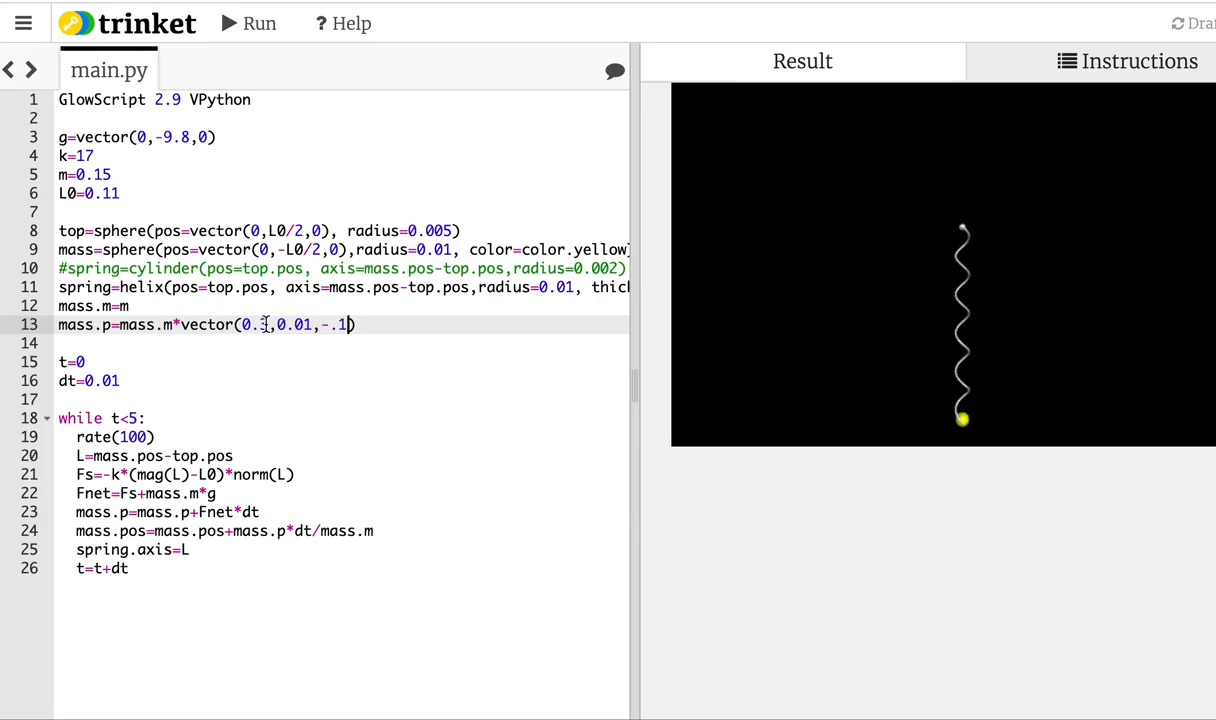 trinket
Run
? Help
Draf
main.py
Result
Instructions
1 GlowScript 2.9 VPython
2
3 g=vector(0,-9.8,0)
4 k=17
5 m=0.15
6 L0=0.11
7
8 top=sphere(pos=vector(0,L0/2,0), radius=0.005)
9 mass=sphere(pos=vector(0,-L0/2,0),radius=0.01, color=color.yellow
10 #spring=cylinder(pos=top.pos, axis=mass.pos-top.pos,radius=0.002)
11 spring=helix(pos=top.pos, axis=mass.pos-top.pos,radius=0.01, thic
12 mass.m=m
13 mass.p=mass.m*vector(0. ,0.01,-.1)
14
15 t=0
16 dt=0.01
17
18 while t<5:
19 rate(100)
20 L=mass.pos-top.pos
21 Fs=-k*(mag(L)-L0)*norm(L)
22 Fnet=Fs+mass.m*g
23 mass.p=mass.p+Fnet*dt
24 mass.pos=mass.pos+mass.p*dt/mass.m
25 spring.axis=L
26 t=t+dt